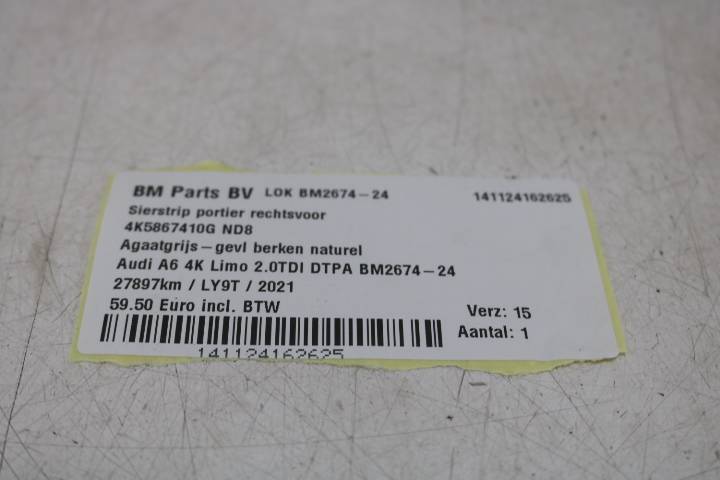 BM Parts BV LOK BM2674-24 141124162625
Sierstrip portier rechtsvoor
4K5867410G ND8
Agaatgrijs-gevl berken naturel
Audi A6 4K Limo 2.0TDI DTPA BM2674-24
27897km / LY9T / 2021
59.50 Euro incl. BTW
Verz: 15
Aantal: 1
141124162625